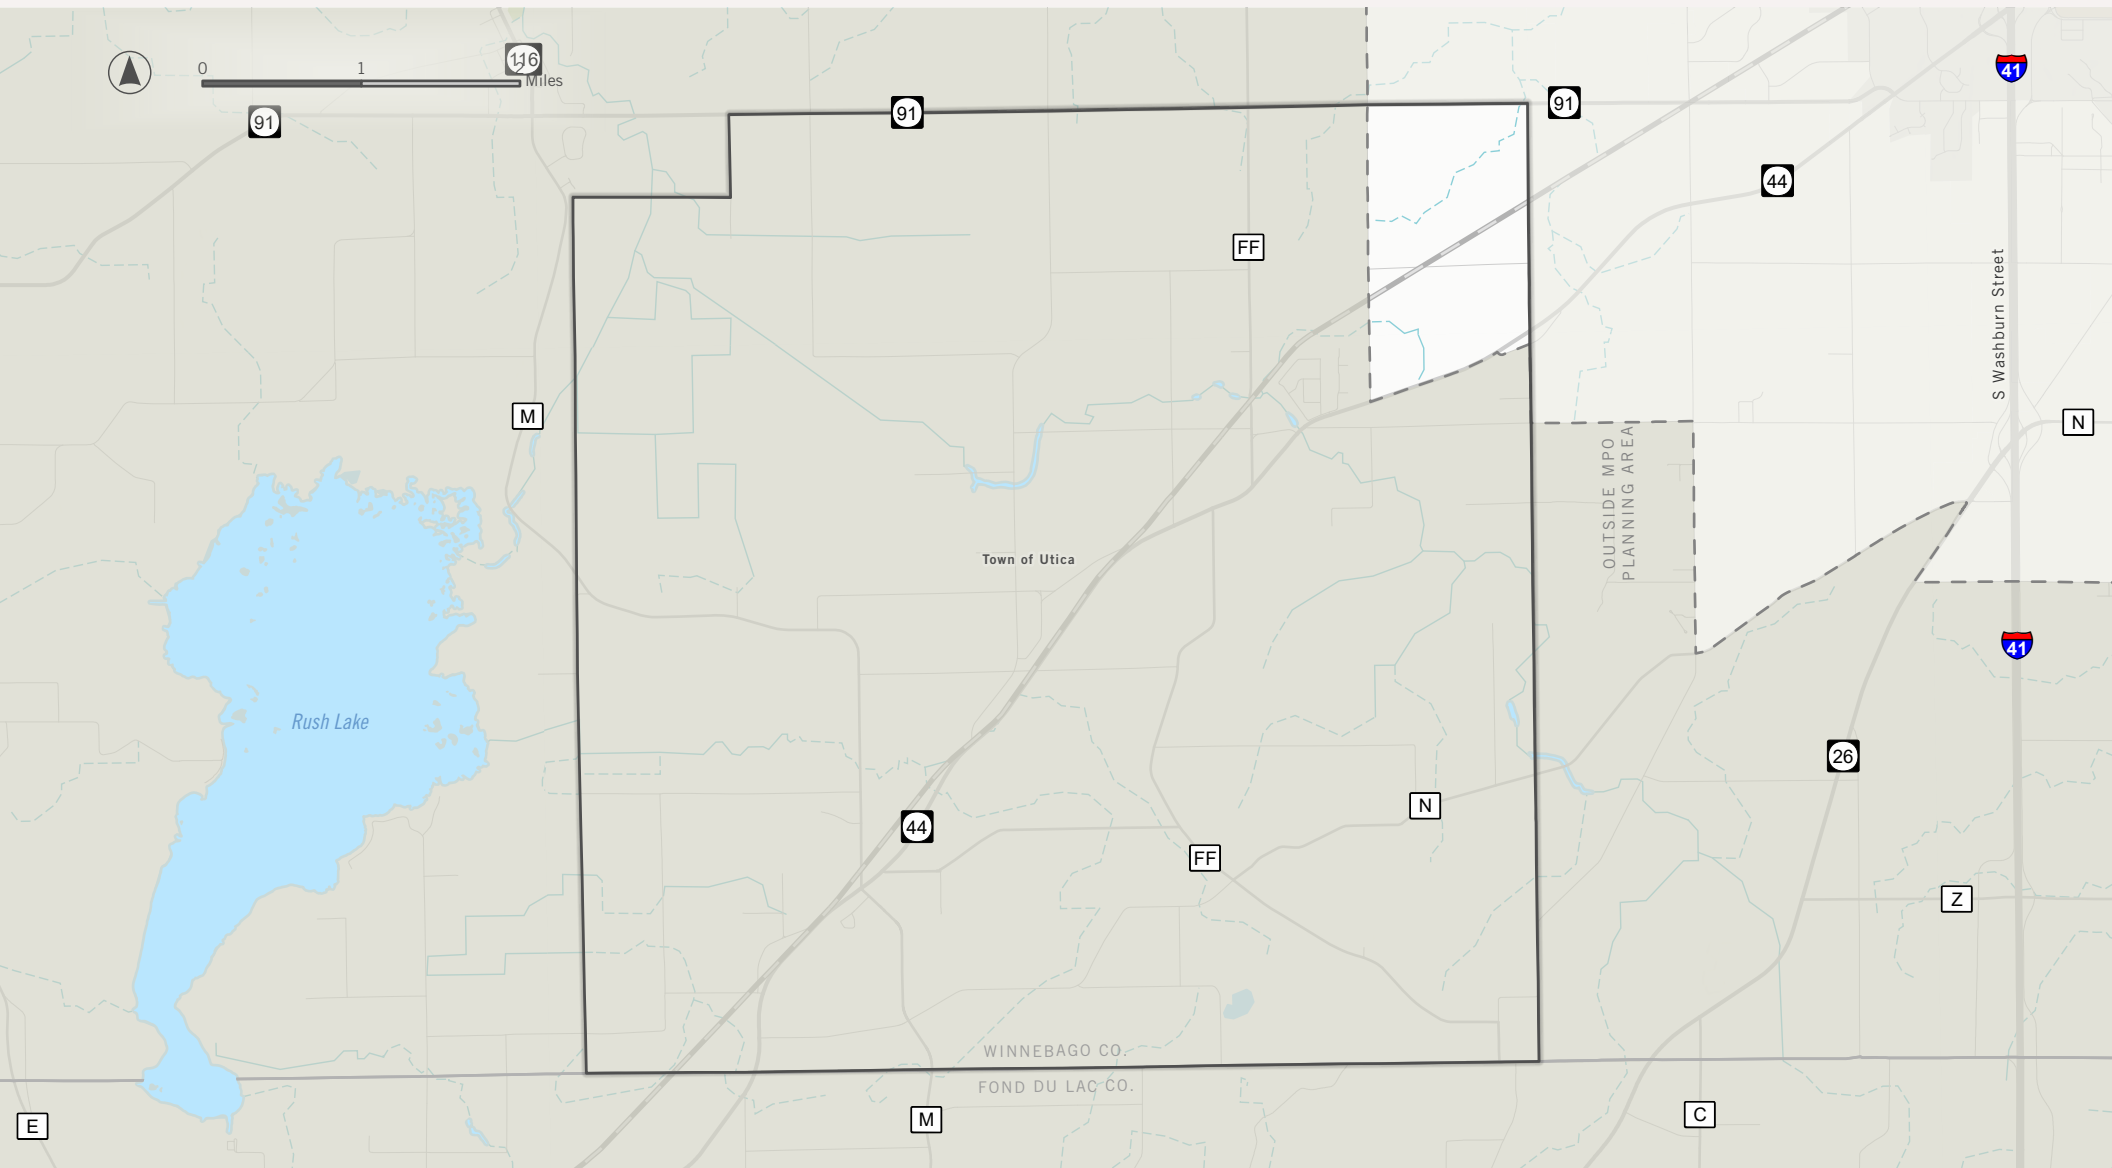 0
1
2
Miles
116
41
91
91
91
44
FF
S Washburn Street
M
N
OUTSIDE MPO
PLANNING AREA
Town of Utica
41
Rush Lake
26
N
44
FF
Z
WINNEBAGO CO.
FOND DU LAC CO.
E
M
C